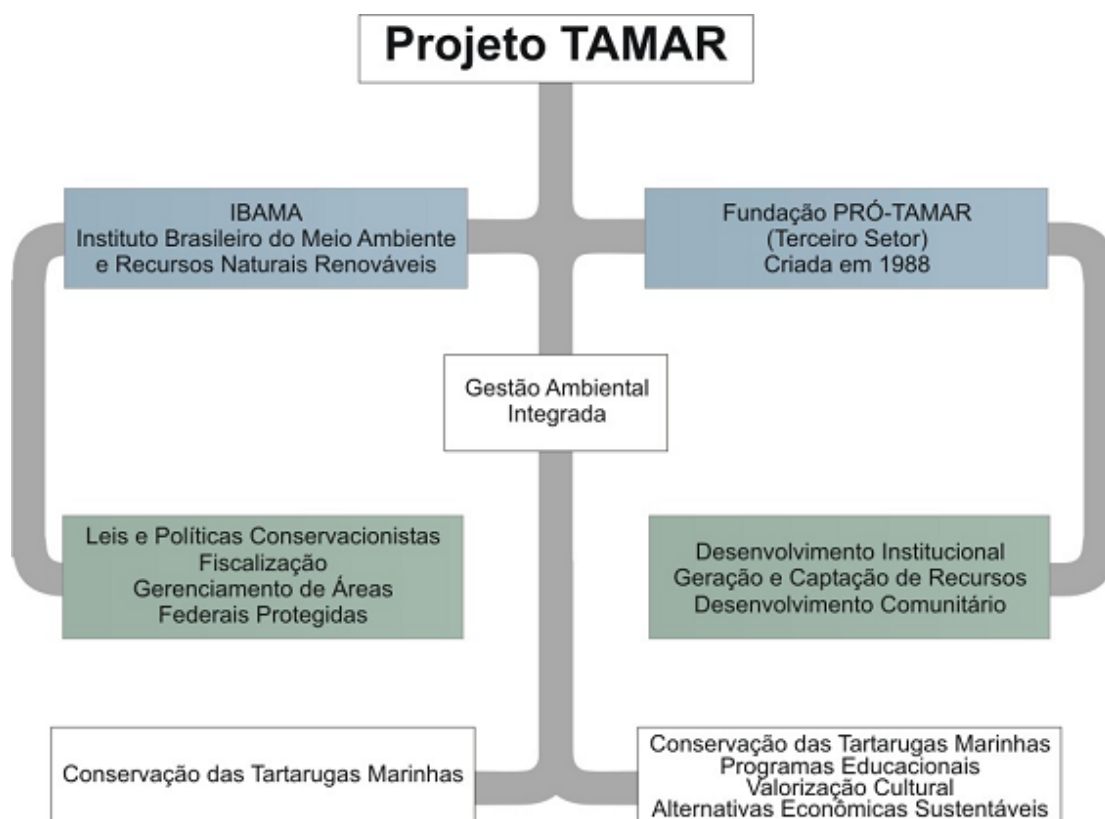 Projeto TAMAR
IBAMA
Instituto Brasileiro do Meio Ambiente
e Recursos Naturais Renováveis
Fundação PRÓ-TAMAR
(Terceiro Setor)
Criada em 1988
Gestão Ambiental
Integrada
Leis e Políticas Conservacionistas
Fiscalização
Gerenciamento de Áreas
Federais Protegidas
Desenvolvimento Institucional
Geração e Captação de Recursos
Desenvolvimento Comunitário
Conservação das Tartarugas Marinhas
Conservação das Tartarugas Marinhas
Programas Educacionais
Valorização Cultural
Alternativas Econômicas Sustentáveis